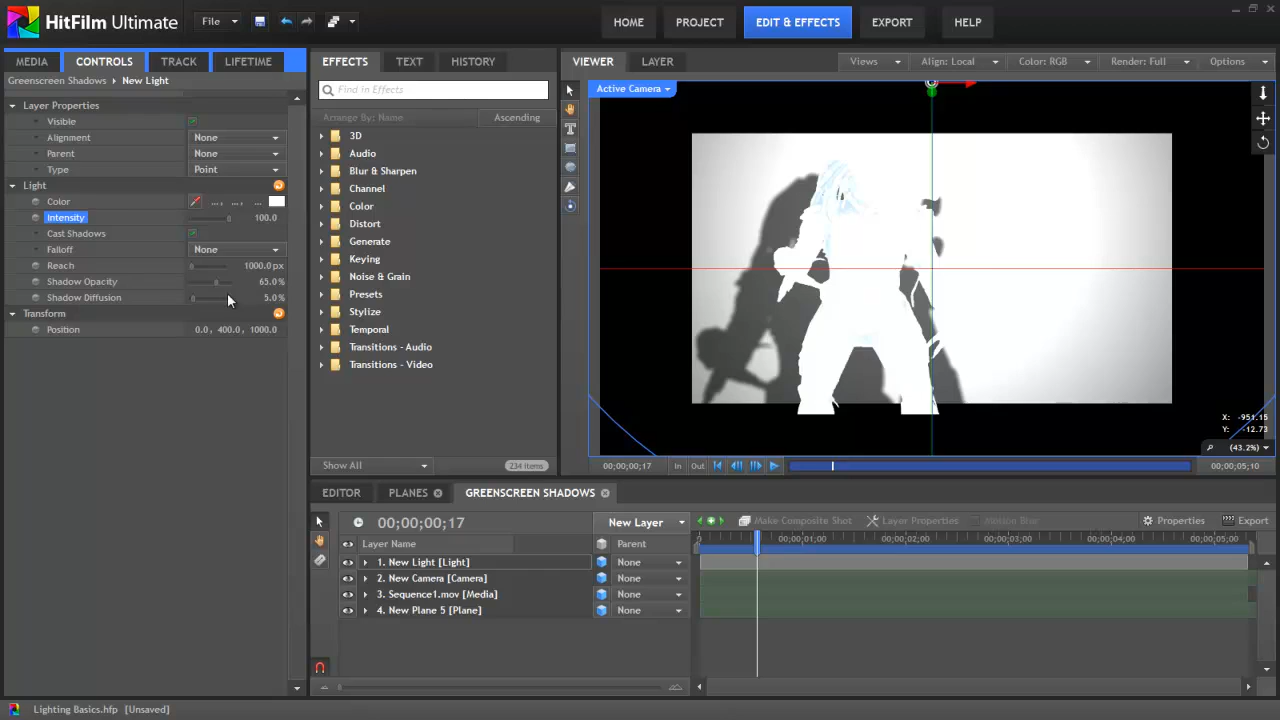 HitFilm Ultimate
File
HOME
PROJECT
EDIT & EFFECTS
EXPORT
HELP
MEDIA
CONTROLS
TRACK
LIFETIME
EFFECTS
TEXT
HISTORY
VIEWER
LAYER
Views
Align: Local
Color: RGB
Render: Full
Options
Greenscreen Shadows
New Light
Layer Properties
Visible
Alignment None
Parent None
Type Point
Light
Color ..., ..., ...
Intensity 100.0
Cast Shadows
Falloff None
Reach 1000.0px
Shadow Opacity 65.0%
Shadow Diffusion 5.0%
Transform
Position 0.0, 400.0, 1000.0
Find in Effects
Arrange By: Name
Ascending
3D
Audio
Blur & Sharpen
Channel
Color
Distort
Generate
Keying
Noise & Grain
Presets
Stylize
Temporal
Transitions - Audio
Transitions - Video
Show All
234 items
Active Camera
X: -951.15
Y: -12.73
(43.2%)
00;00;00;17
In
Out
00;00;05;10
EDITOR
PLANES
GREENSCREEN SHADOWS
00;00;00;17
New Layer
Make Composite Shot
Layer Properties
Motion Blur
Properties
Export
Layer Name
Parent
0
00;00;01;00
00;00;02;00
00;00;03;00
00;00;04;00
00;00;05;00
1. New Light [Light] None
2. New Camera [Camera] None
3. Sequence1.mov [Media] None
4. New Plane 5 [Plane] None
Lighting Basics.hfp [Unsaved]